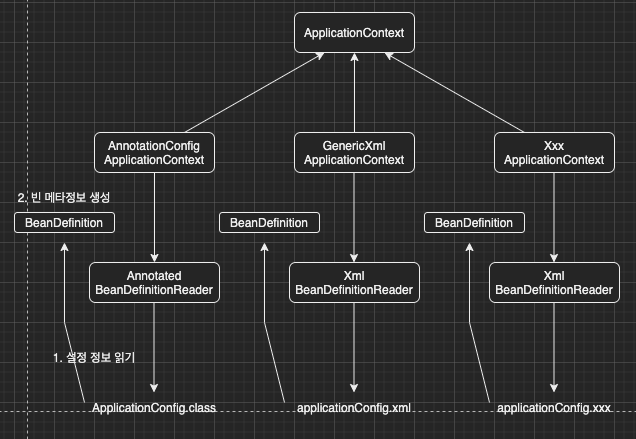 ApplicationContext
AnnotationConfig
ApplicationContext
GenericXml
ApplicationContext
Xxx
ApplicationContext
2. 빈 메타정보 생성
BeanDefinition
BeanDefinition
BeanDefinition
Annotated
BeanDefinitionReader
Xml
BeanDefinitionReader
Xml
BeanDefinitionReader
1. 설정 정보 읽기
ApplicationConfig.class
applicationConfig.xml
applicationConfig.xxx